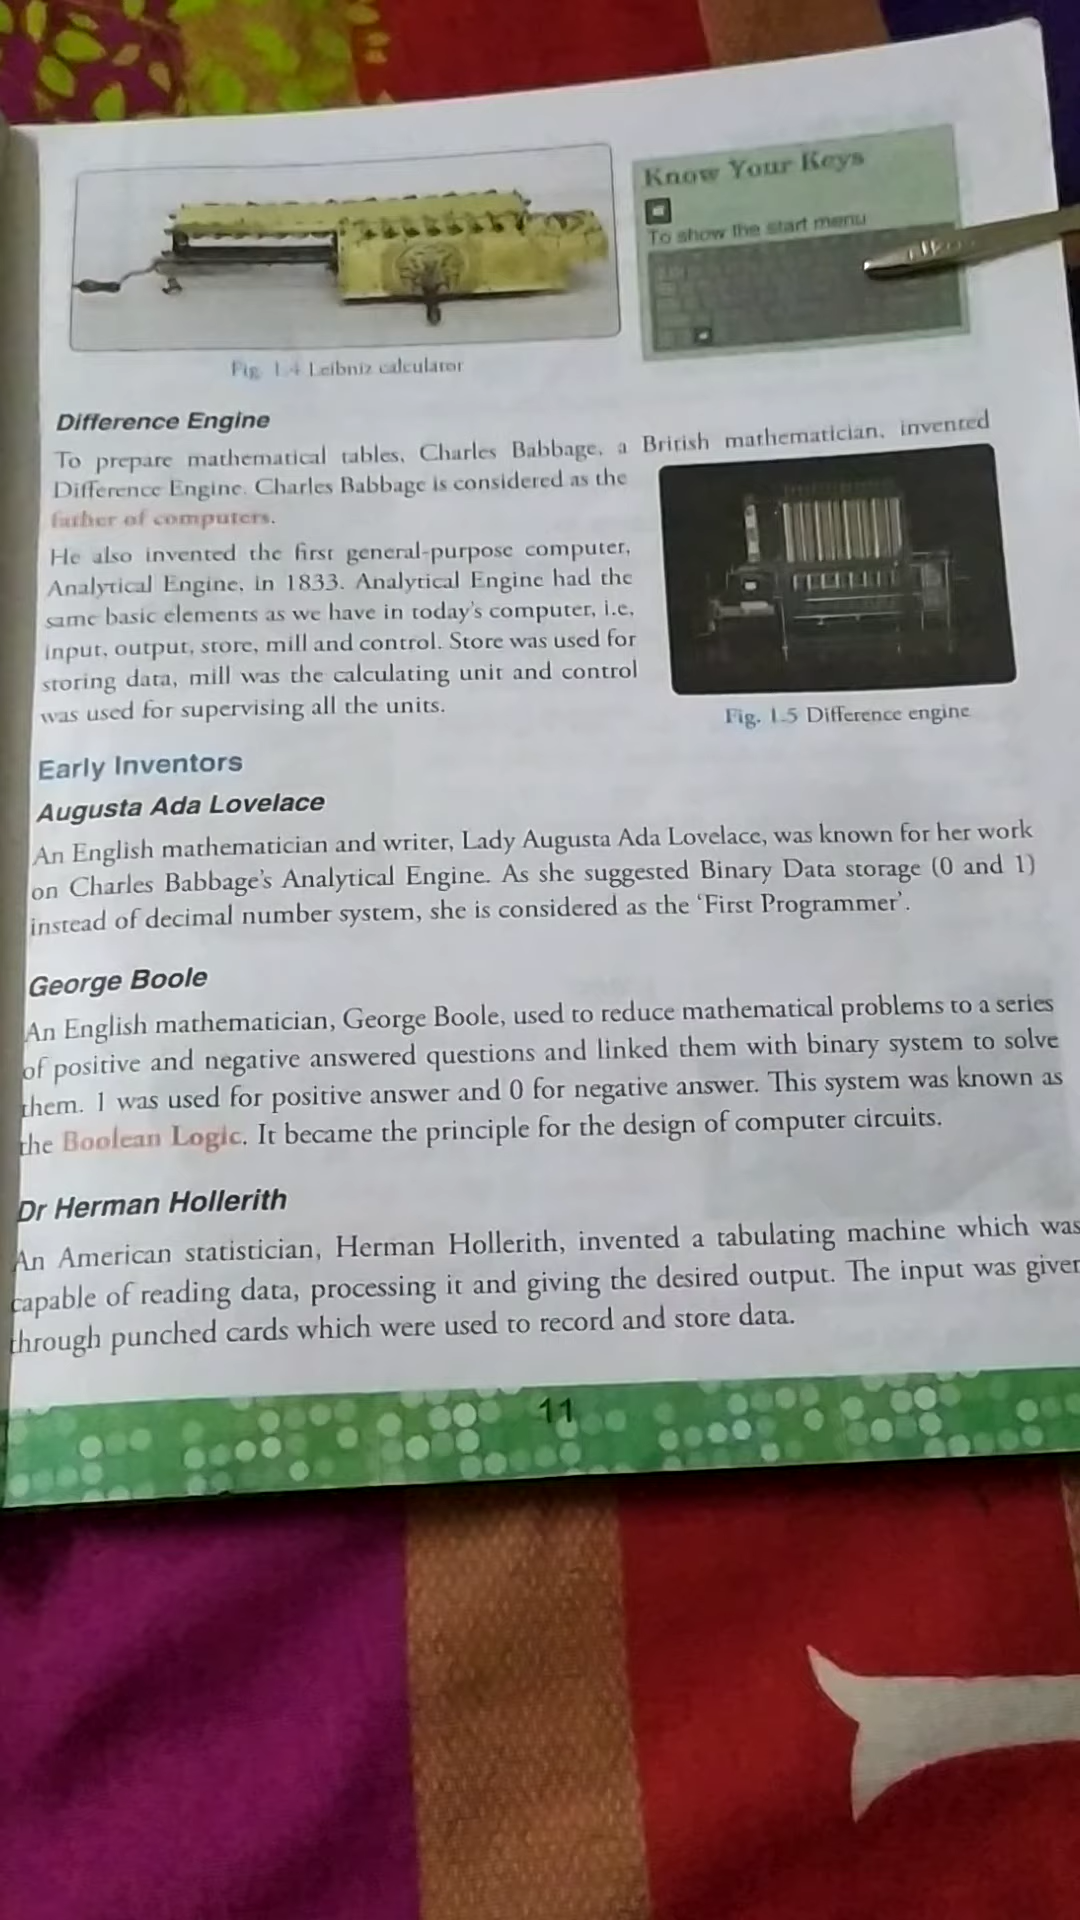 Know Your Keys
To show the start menu
Fig. 1.4 Leibniz calculator
Difference Engine
To prepare mathematical tables, Charles Babbage, a British mathematician, invented
Difference Engine. Charles Babbage is considered as the
father of computers.
He also invented the first general-purpose computer,
Analytical Engine, in 1833. Analytical Engine had the
same basic elements as we have in today's computer, i.e,
input, output, store, mill and control. Store was used for
storing data, mill was the calculating unit and control
was used for supervising all the units.
Fig. 1.5 Difference engine
Early Inventors
Augusta Ada Lovelace
An English mathematician and writer, Lady Augusta Ada Lovelace, was known for her work
on Charles Babbage's Analytical Engine. As she suggested Binary Data storage (0 and 1)
instead of decimal number system, she is considered as the 'First Programmer'.
George Boole
An English mathematician, George Boole, used to reduce mathematical problems to a series
of positive and negative answered questions and linked them with binary system to solve
them. 1 was used for positive answer and 0 for negative answer. This system was known as
the Boolean Logic. It became the principle for the design of computer circuits.
Dr Herman Hollerith
An American statistician, Herman Hollerith, invented a tabulating machine which was
capable of reading data, processing it and giving the desired output. The input was given
through punched cards which were used to record and store data.
11